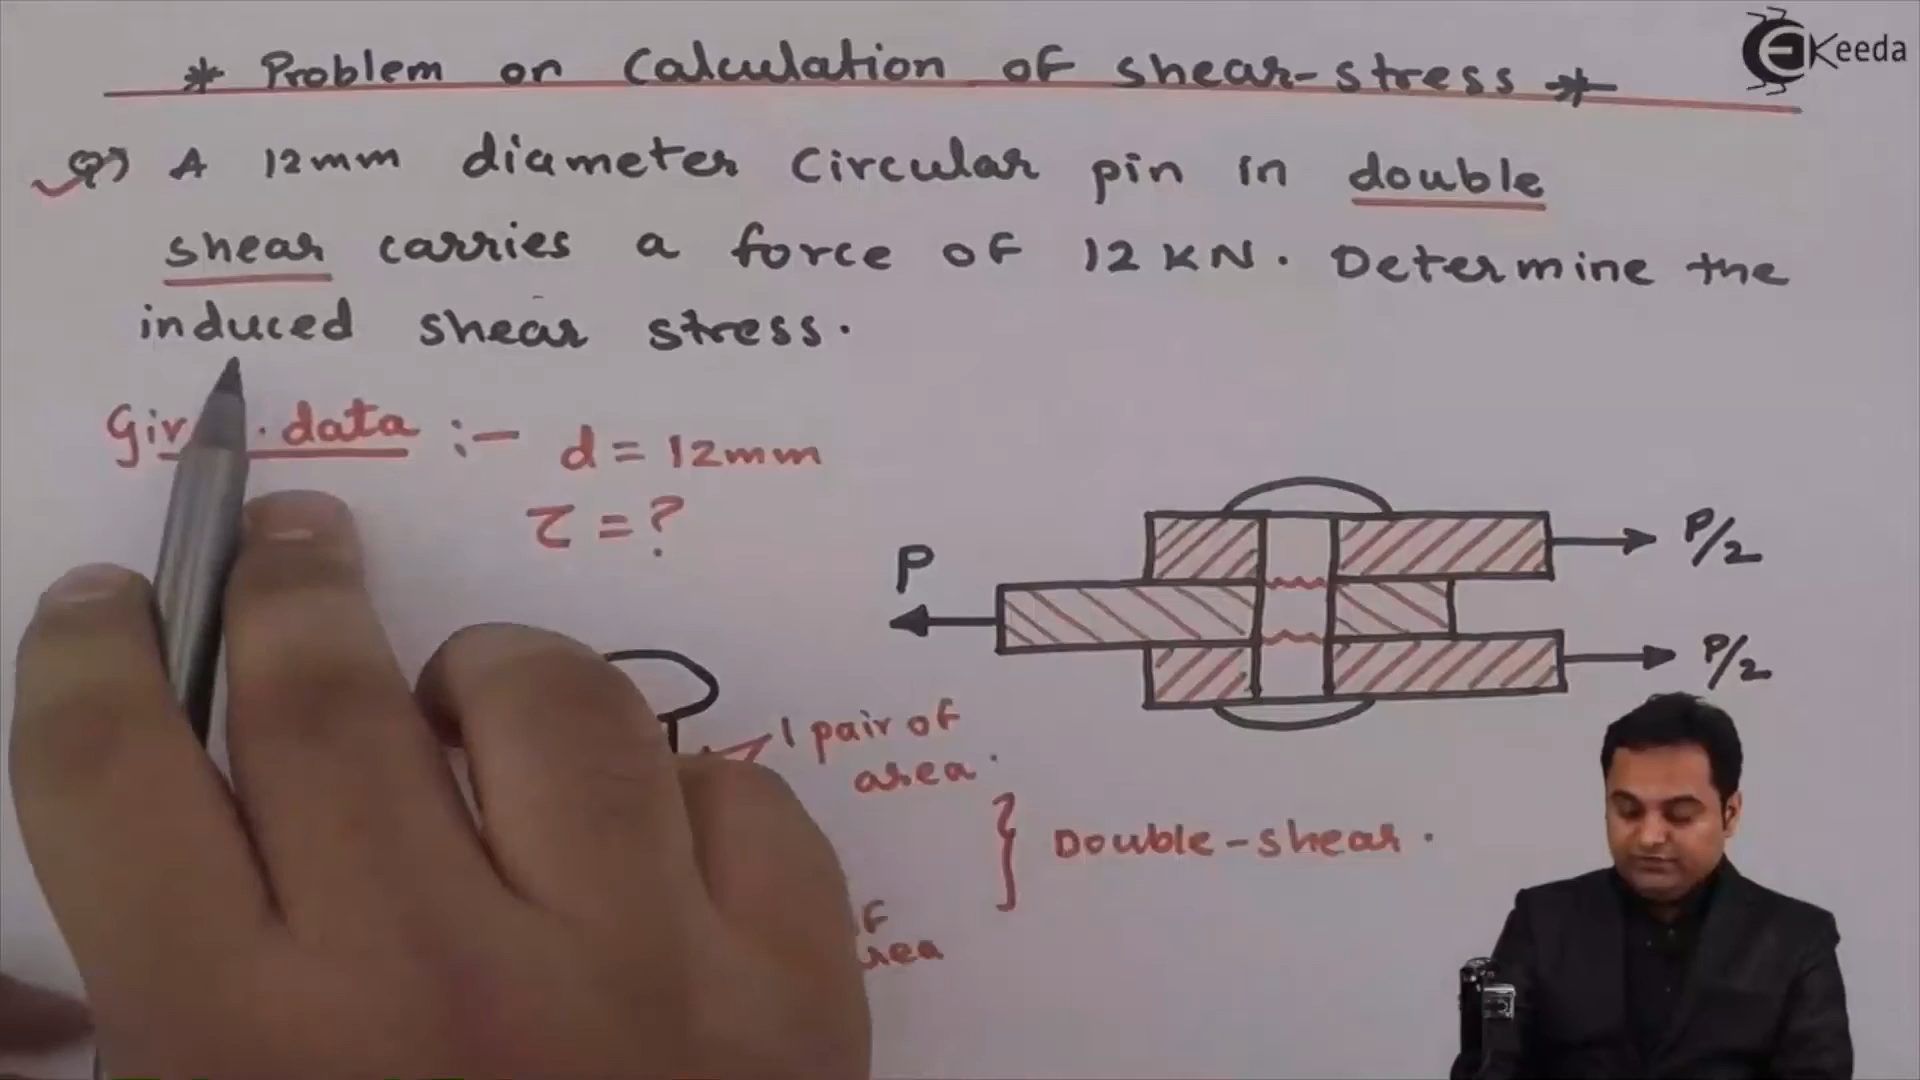 * Problem on Calculation of shear-stress *
EKeeda
Q) A 12mm diameter Circular pin in double
shear carries a force of 12 KN. Determine the
induced shear stress.
data :- d = 12mm
τ = ?
P
P/2
P/2
1 pair of
area.
Double-shear.